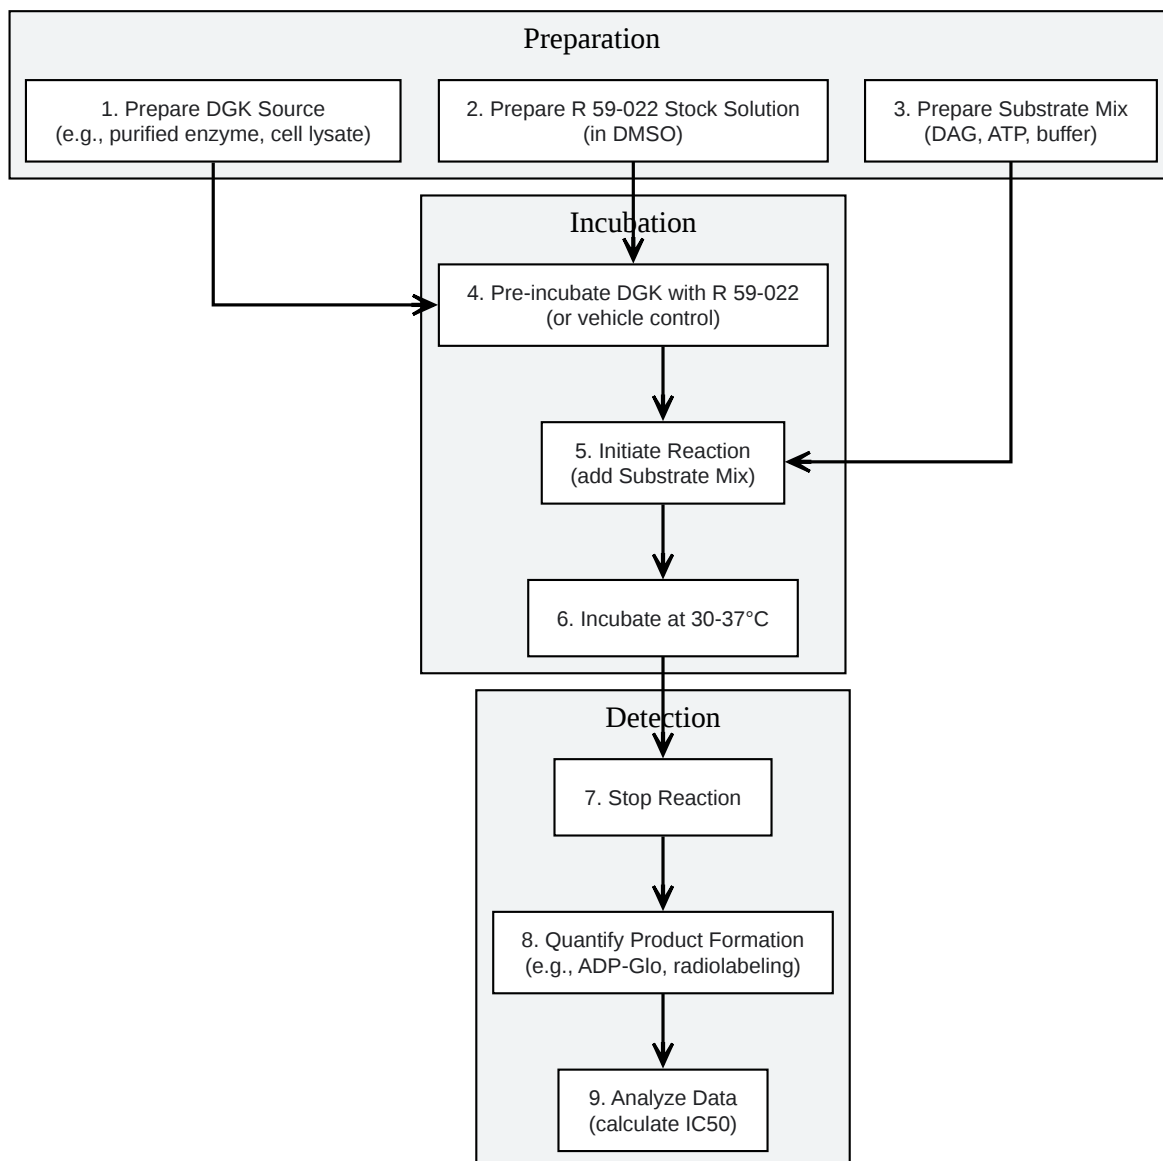 Preparation
1. Prepare DGK Source
(e.g., purified enzyme, cell lysate)
2. Prepare R 59-022 Stock Solution
(in DMSO)
3. Prepare Substrate Mix
(DAG, ATP, buffer)
Incubation
4. Pre-incubate DGK with R 59-022
(or vehicle control)
5. Initiate Reaction
(add Substrate Mix)
6. Incubate at 30-37°C
Detection
7. Stop Reaction
8. Quantify Product Formation
(e.g., ADP-Glo, radiolabeling)
9. Analyze Data
(calculate IC50)